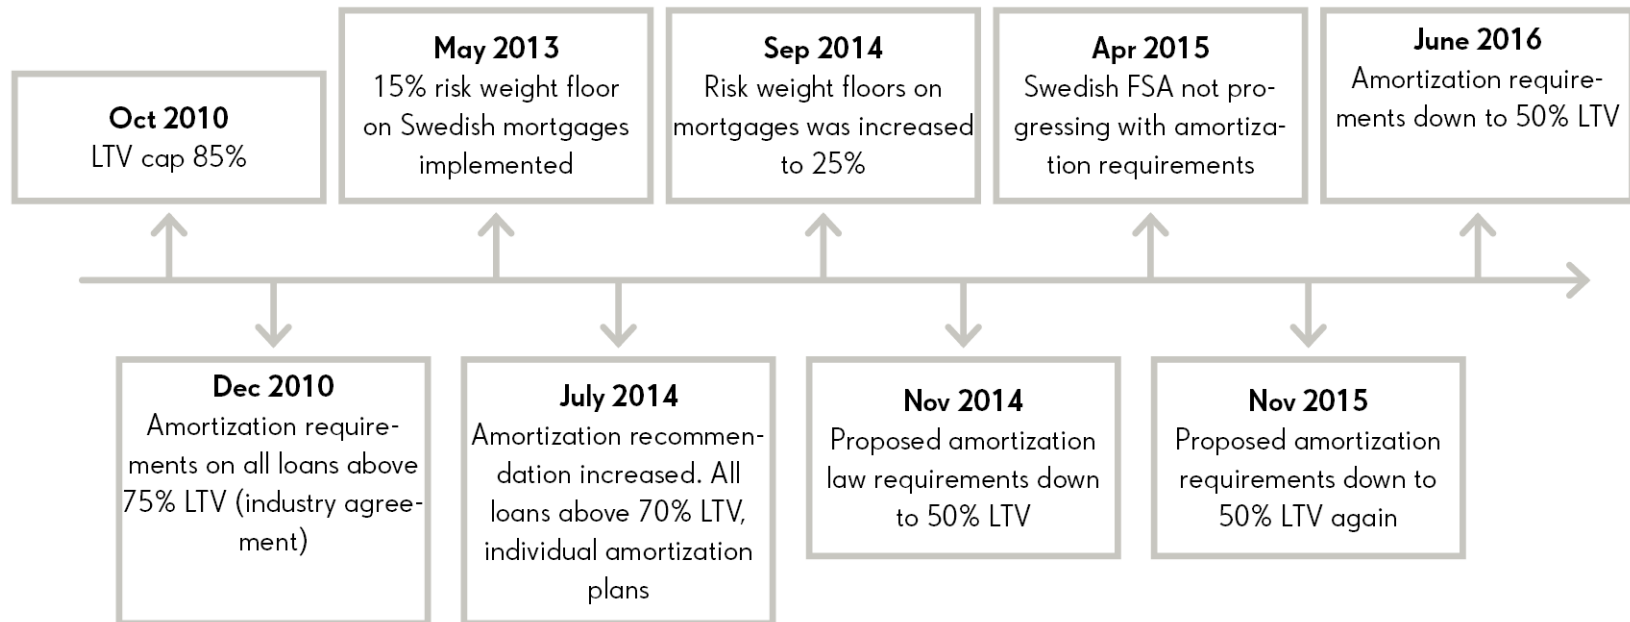 Oct 2010
LTV cap 85%
May 2013
15% risk weight floor
on Swedish mortgages
implemented
Sep 2014
Risk weight floors on
mortgages was increased
to 25%
Apr 2015
Swedish FSA not pro-
gressing with amortiza-
tion requirements
June 2016
Amortization require-
ments down to 50% LTV
Dec 2010
Amortization require-
ments on all loans above
75% LTV (industry agree-
ment)
July 2014
Amortization recommen-
dation increased. All
loans above 70% LTV,
individual amortization
plans
Nov 2014
Proposed amortization
law requirements down
to 50% LTV
Nov 2015
Proposed amortization
requirements down to
50% LTV again